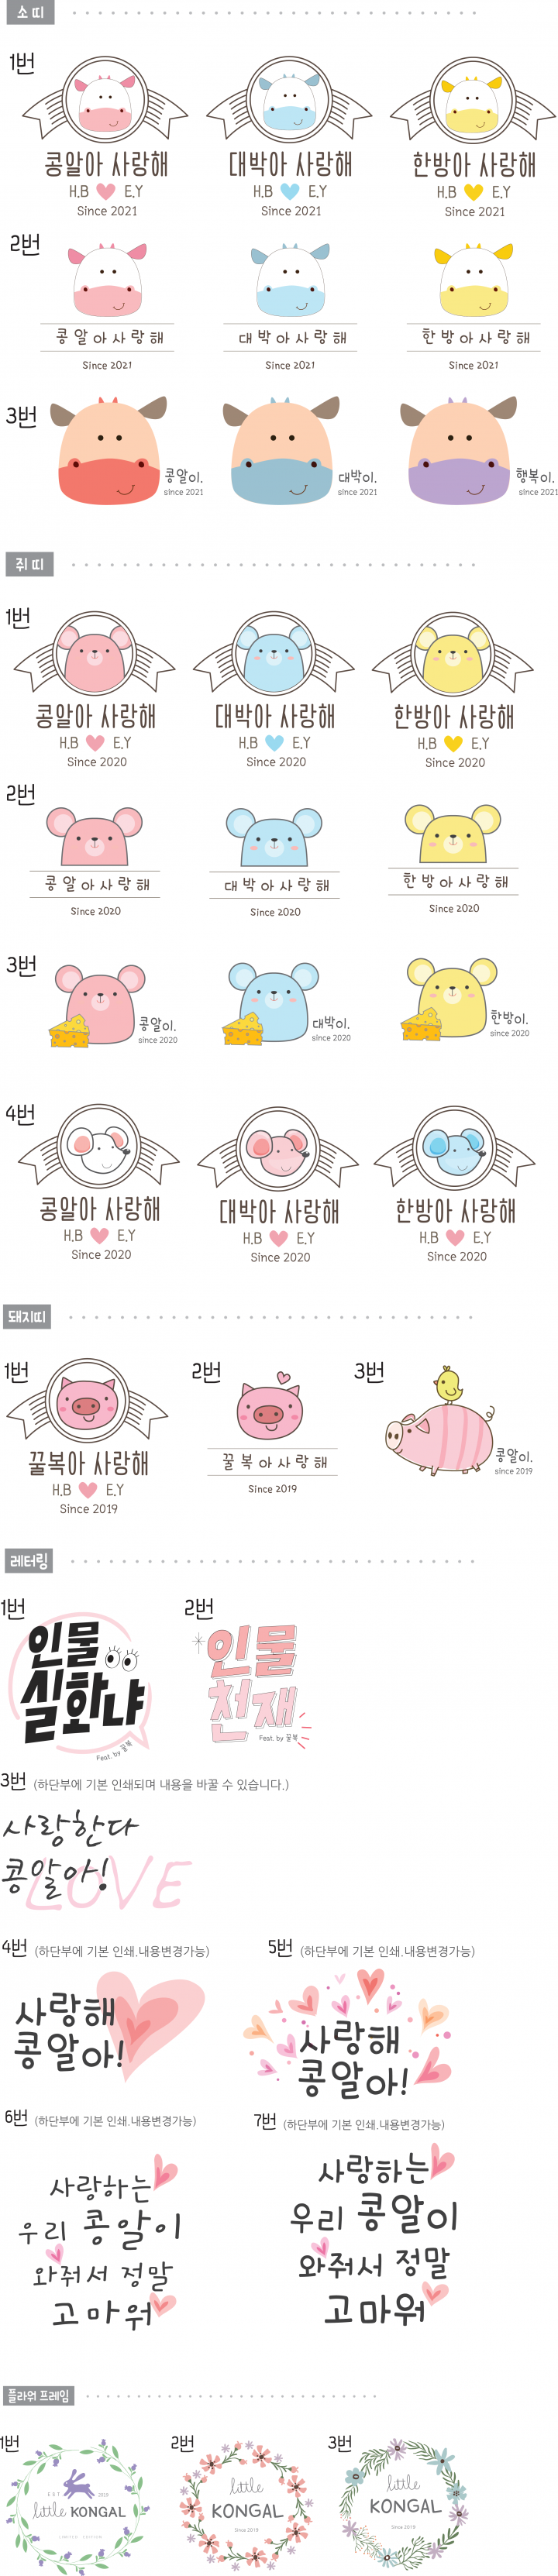 소띠
1번
콩알아 사랑해
H.B E.Y
Since 2021
대박아 사랑해
H.B E.Y
Since 2021
한방아 사랑해
H.B E.Y
Since 2021
2번
콩알아사랑해
Since 2021
대박아사랑해
Since 2021
한방아사랑해
Since 2021
3번
콩알이.
since 2021
대박이.
since 2021
행복이.
since 2021
쥐띠
1번
콩알아 사랑해
H.B E.Y
Since 2020
대박아 사랑해
H.B E.Y
Since 2020
한방아 사랑해
H.B E.Y
Since 2020
2번
콩알아사랑해
Since 2020
대박아사랑해
Since 2020
한방아사랑해
Since 2020
3번
콩알이.
since 2020
대박이.
since 2020
한방이.
since 2020
4번
콩알아 사랑해
H.B E.Y
Since 2020
대박아 사랑해
H.B E.Y
Since 2020
한방아 사랑해
H.B E.Y
Since 2020
돼지띠
1번
꿀복아 사랑해
H.B E.Y
Since 2019
2번
꿀복아사랑해
Since 2019
3번
콩알이.
since 2019
레터링
1번
인물
실화냐
Feat. by 꿀복
2번
인물
천재
Feat. by 꿀복
3번 (하단부에 기본 인쇄되며 내용을 바꿀 수 있습니다.)
사랑한다
콩알아!
LOVE
4번 (하단부에 기본 인쇄.내용변경가능)
사랑해
콩알아!
5번 (하단부에 기본 인쇄.내용변경가능)
사랑해
콩알아!
6번 (하단부에 기본 인쇄.내용변경가능)
사랑하는
우리 콩알이
와줘서 정말
고마워
7번 (하단부에 기본 인쇄.내용변경가능)
사랑하는
우리 콩알이
와줘서 정말
고마워
플라워 프레임
1번
EST 2019
little KONGAL
LIMITED EDITION
2번
little
KONGAL
Since 2019
3번
little
KONGAL
Since 2019